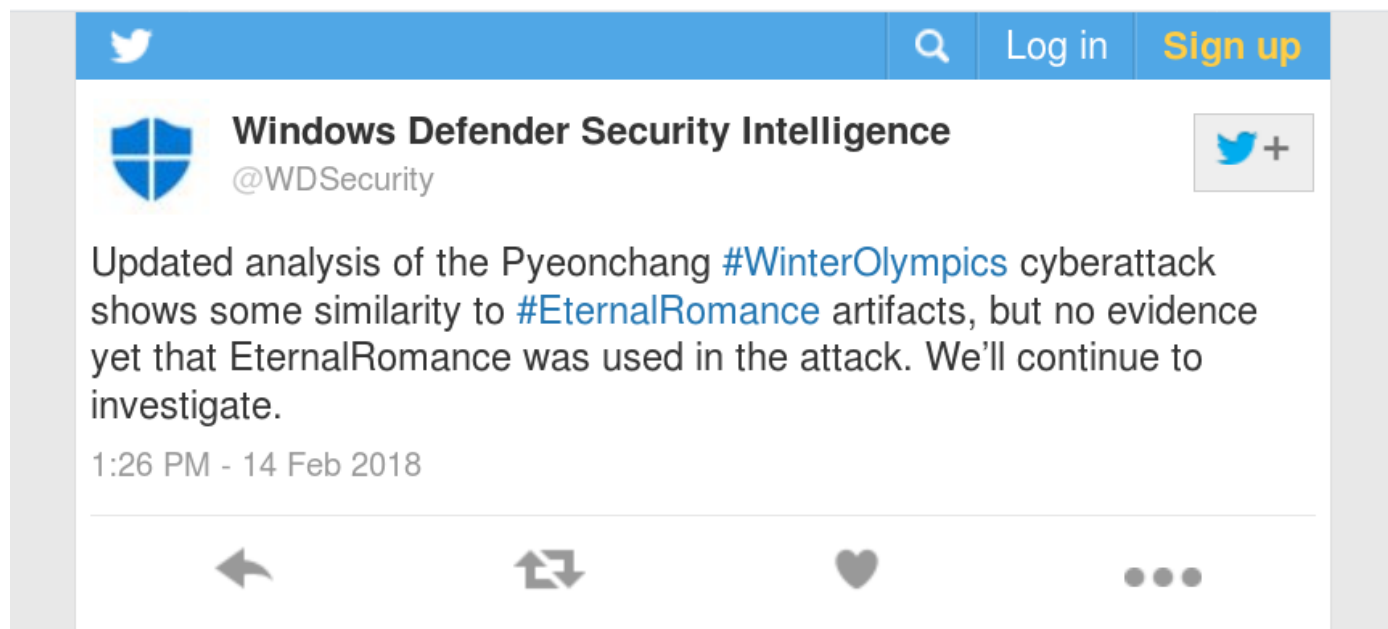 Log in Sign up
Windows Defender Security Intelligence
@WDSecurity
Updated analysis of the Pyeonchang #WinterOlympics cyberattack
shows some similarity to #EternalRomance artifacts, but no evidence
yet that EternalRomance was used in the attack. We’ll continue to
investigate.
1:26 PM - 14 Feb 2018